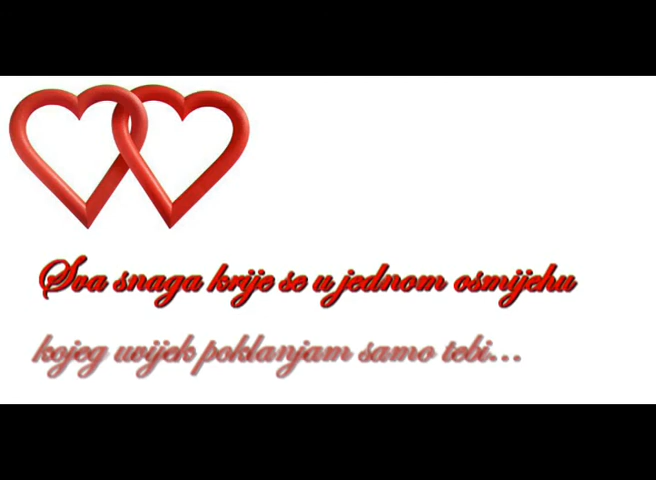 Sva snaga krije se u jednom osmijehu
kojeg uvijek poklanjam samo tebi...